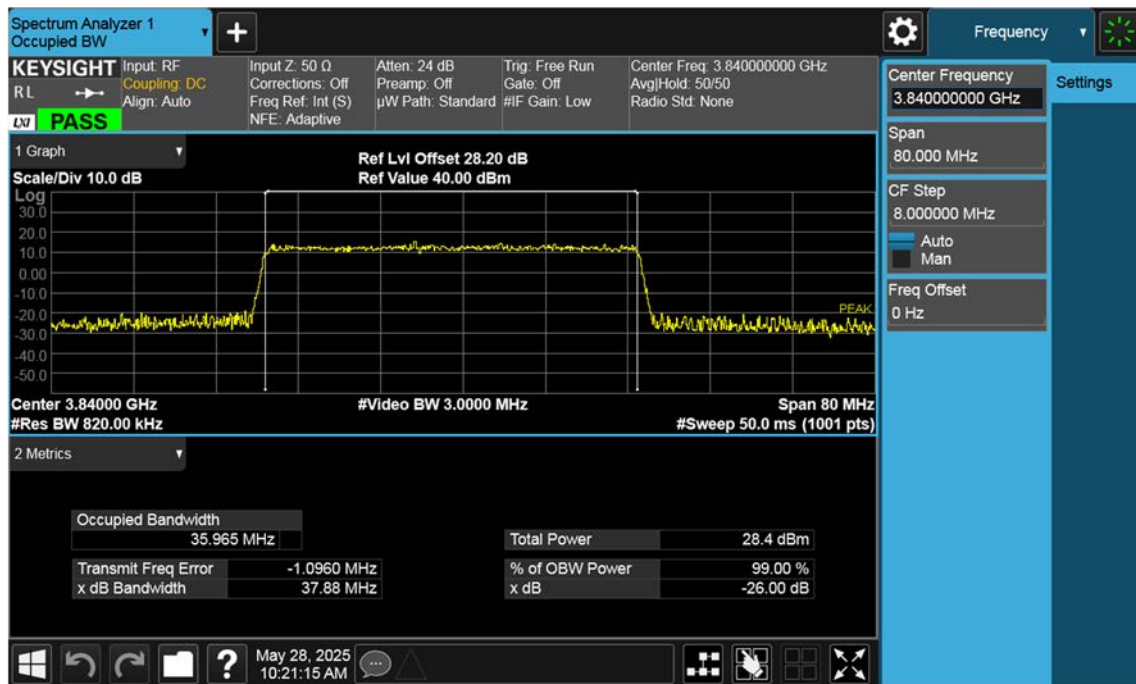 Spectrum Analyzer 1
Occupied BW
+
Frequency
KEYSIGHT
R L
LXI
PASS
Input: RF
Coupling: DC
Align: Auto
Input Z: 50 Ω
Corrections: Off
Freq Ref: Int (S)
NFE: Adaptive
Atten: 24 dB
Preamp: Off
µW Path: Standard
Trig: Free Run
Gate: Off
#IF Gain: Low
Center Freq: 3.840000000 GHz
Avg|Hold: 50/50
Radio Std: None
Center Frequency
3.840000000 GHz
Settings
Span
80.000 MHz
CF Step
8.000000 MHz
Auto
Man
Freq Offset
0 Hz
1 Graph
Scale/Div 10.0 dB
Ref Lvl Offset 28.20 dB
Ref Value 40.00 dBm
Log
30.0
20.0
10.0
0.00
-10.0
-20.0
-30.0
-40.0
-50.0
PEAK
Center 3.84000 GHz
#Res BW 820.00 kHz
#Video BW 3.0000 MHz
Span 80 MHz
#Sweep 50.0 ms (1001 pts)
2 Metrics
Occupied Bandwidth
35.965 MHz
Total Power 28.4 dBm
Transmit Freq Error -1.0960 MHz
% of OBW Power 99.00 %
x dB Bandwidth 37.88 MHz
x dB -26.00 dB
?
May 28, 2025
10:21:15 AM